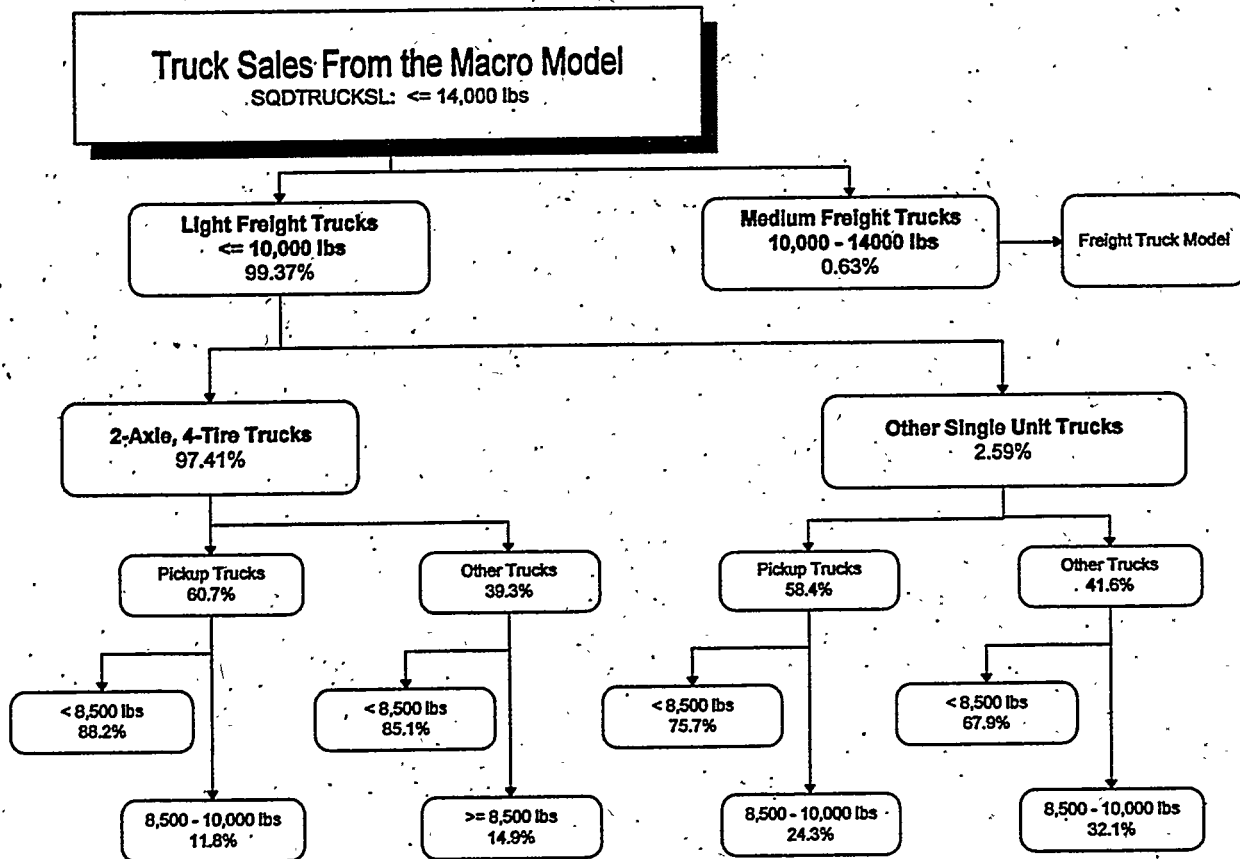 Truck Sales From the Macro Model
SQDTRUCKSL: <= 14,000 lbs
Light Freight Trucks
<= 10,000 lbs
99.37%
Medium Freight Trucks
10,000 - 14000 lbs
0.63%
Freight Truck Model
2-Axle, 4-Tire Trucks
97.41%
Other Single Unit Trucks
2.59%
Pickup Trucks
60.7%
Other Trucks
39.3%
Pickup Trucks
58.4%
Other Trucks
41.6%
< 8,500 lbs
88.2%
< 8,500 lbs
85.1%
< 8,500 lbs
75.7%
< 8,500 lbs
67.9%
8,500 - 10,000 lbs
11.8%
>= 8,500 lbs
14.9%
8,500 - 10,000 lbs
24.3%
8,500 - 10,000 lbs
32.1%